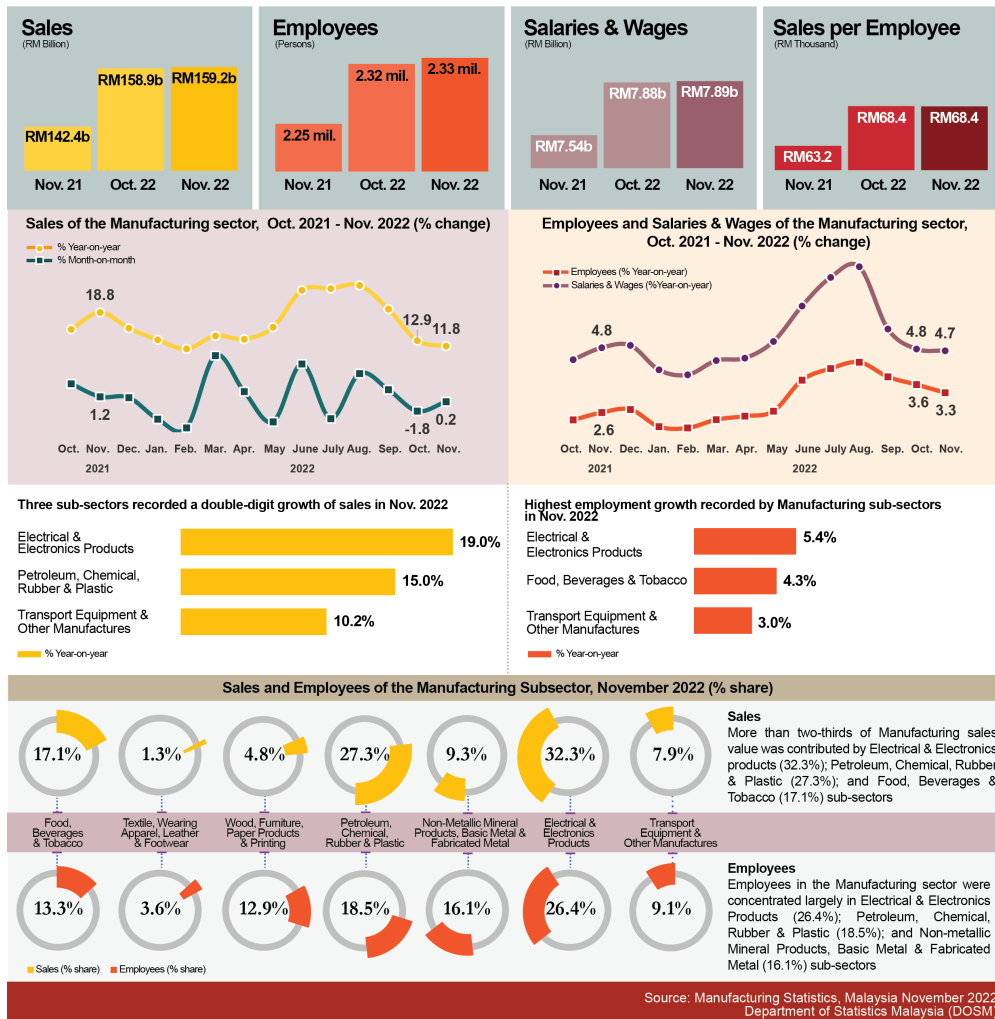 Sales
(RM Billion)
RM142.4b
RM158.9b
RM159.2b
Nov. 21
Oct. 22
Nov. 22
Employees
(Persons)
2.25 mil.
2.32 mil.
2.33 mil.
Nov. 21
Oct. 22
Nov. 22
Salaries & Wages
(RM Billion)
RM7.54b
RM7.88b
RM7.89b
Nov. 21
Oct. 22
Nov. 22
Sales per Employee
(RM Thousand)
RM63.2
RM68.4
RM68.4
Nov. 21
Oct. 22
Nov. 22
Sales of the Manufacturing sector, Oct. 2021 - Nov. 2022 (% change)
% Year-on-year
% Month-on-month
18.8
12.9
11.8
1.2
-1.8
0.2
Oct. Nov. Dec. Jan. Feb. Mar. Apr. May June July Aug. Sep. Oct. Nov.
2021 2022
Employees and Salaries & Wages of the Manufacturing sector,
Oct. 2021 - Nov. 2022 (% change)
Employees (% Year-on-year)
Salaries & Wages (%Year-on-year)
4.8
4.8
4.7
2.6
3.6
3.3
Oct. Nov. Dec. Jan. Feb. Mar. Apr. May June July Aug. Sep. Oct. Nov.
2021 2022
Three sub-sectors recorded a double-digit growth of sales in Nov. 2022
Electrical &
Electronics Products
19.0%
Petroleum, Chemical,
Rubber & Plastic
15.0%
Transport Equipment &
Other Manufactures
10.2%
% Year-on-year
Highest employment growth recorded by Manufacturing sub-sectors
in Nov. 2022
Electrical &
Electronics Products
5.4%
Food, Beverages & Tobacco
4.3%
Transport Equipment &
Other Manufactures
3.0%
% Year-on-year
Sales and Employees of the Manufacturing Subsector, November 2022 (% share)
17.1%
1.3%
4.8%
27.3%
9.3%
32.3%
7.9%
Sales
More than two-thirds of Manufacturing sales
value was contributed by Electrical & Electronics
products (32.3%); Petroleum, Chemical, Rubber
& Plastic (27.3%); and Food, Beverages &
Tobacco (17.1%) sub-sectors
Food,
Beverages
& Tobacco
Textile, Wearing
Apparel, Leather
& Footwear
Wood, Furniture,
Paper Products
& Printing
Petroleum,
Chemical,
Rubber & Plastic
Non-Metallic Mineral
Products, Basic Metal &
Fabricated Metal
Electrical &
Electronics
Products
Transport
Equipment &
Other Manufactures
13.3%
3.6%
12.9%
18.5%
16.1%
26.4%
9.1%
Employees
Employees in the Manufacturing sector were
concentrated largely in Electrical & Electronics
Products (26.4%); Petroleum, Chemical,
Rubber & Plastic (18.5%); and Non-metallic
Mineral Products, Basic Metal & Fabricated
Metal (16.1%) sub-sectors
Sales (% share)
Employees (% share)
Source: Manufacturing Statistics, Malaysia November 2022
Department of Statistics Malaysia (DOSM